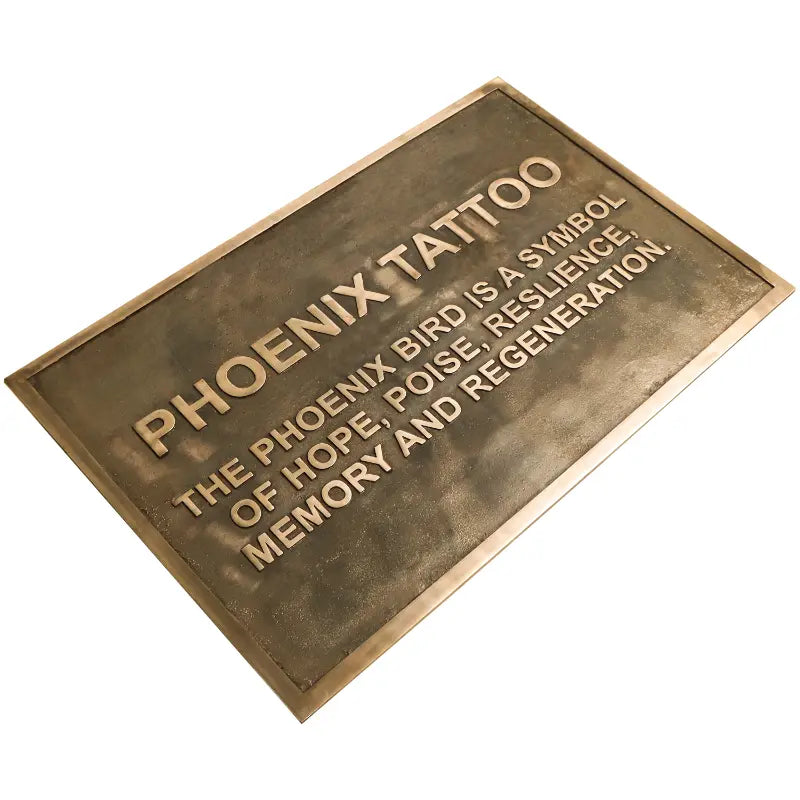 PHOENIX TATTOO
THE PHOENIX BIRD IS A SYMBOL
OF HOPE, POISE, RESLIENCE,
MEMORY AND REGENERATION.